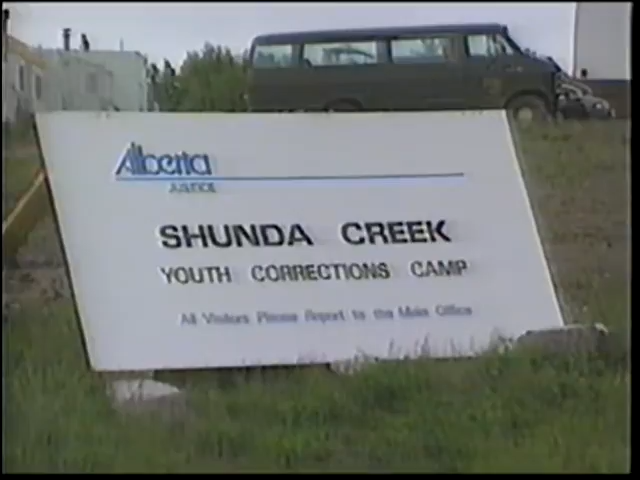 Alberta
JUSTICE
SHUNDA CREEK
YOUTH CORRECTIONS CAMP
All Visitors Please Report to the Main Office